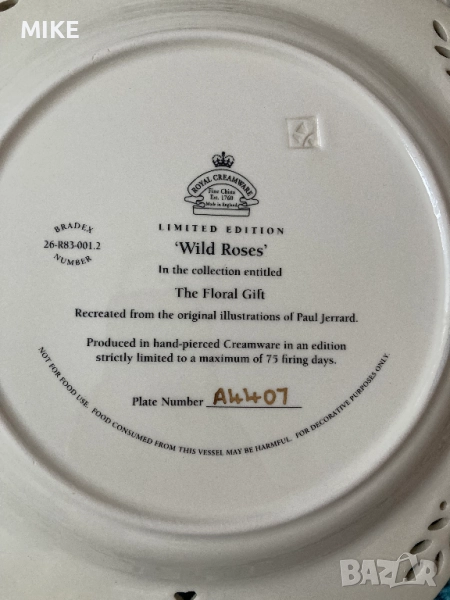 MIKE
ROYAL CREAMWARE
Fine China
Est. 1760
Made in England
LIMITED EDITION
'Wild Roses'
In the collection entitled
The Floral Gift
Recreated from the original illustrations of Paul Jerrard.
Produced in hand-pierced Creamware in an edition
strictly limited to a maximum of 75 firing days.
Plate Number A4407
BRADEX
26-R83-001.2
NUMBER
NOT FOR FOOD USE. FOOD CONSUMED FROM THIS VESSEL MAY BE HARMFUL. FOR DECORATIVE PURPOSES ONLY.
BAZAR